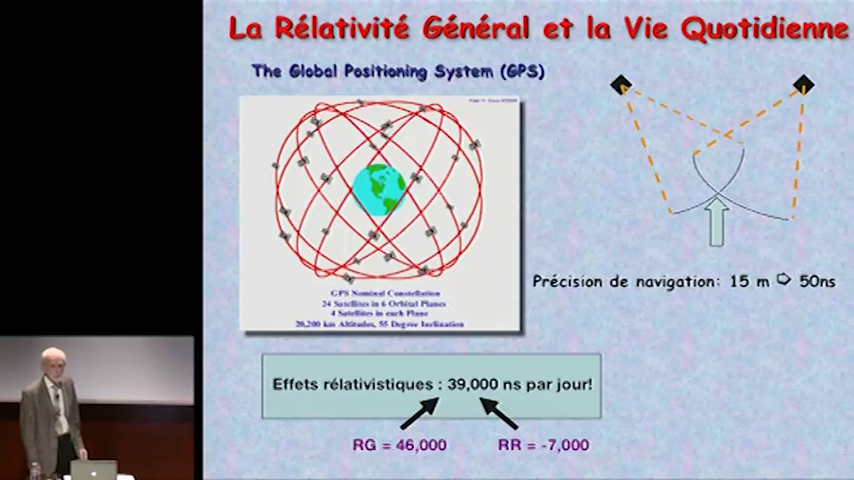 La Rélativité Général et la Vie Quotidienne
The Global Positioning System (GPS)
GPS Nominal Constellation
24 Satellites in 6 Orbital Planes
4 Satellites in each Plane
20,200 km Altitudes, 55 Degree Inclination
Précision de navigation: 15 m ⇨ 50ns
Effets rélativistiques : 39,000 ns par jour!
RG = 46,000
RR = -7,000